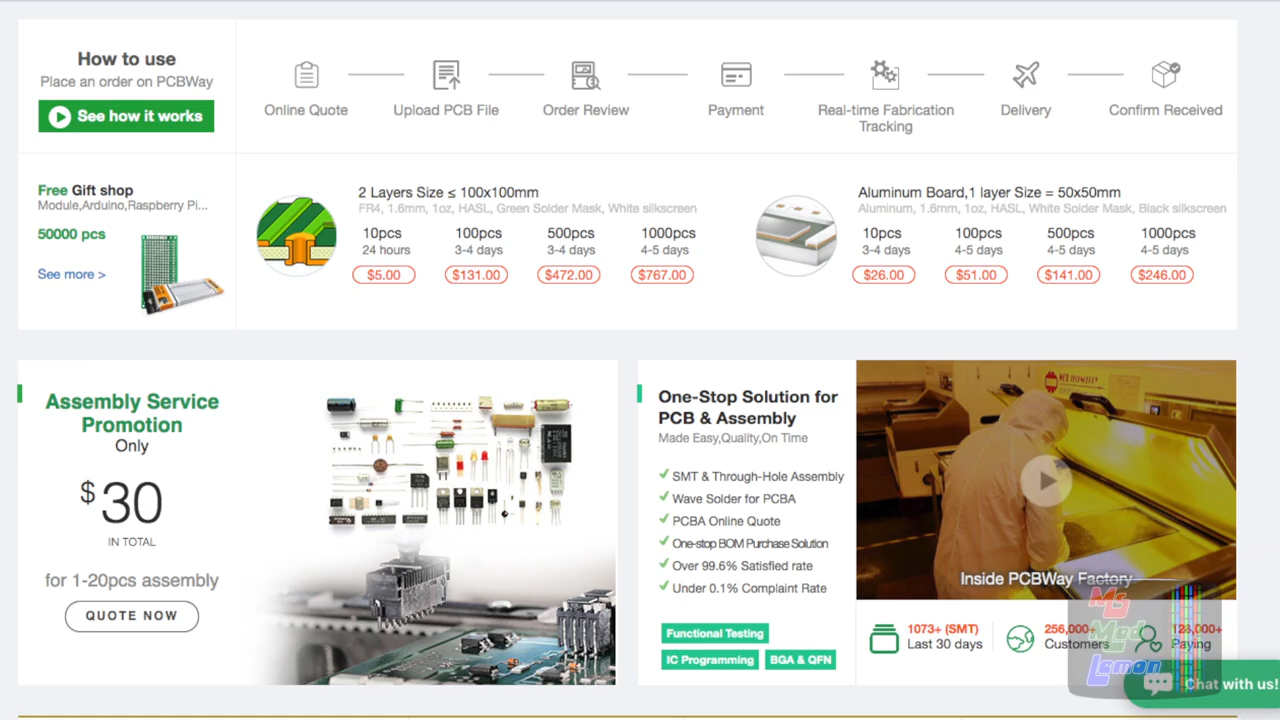 How to use
Place an order on PCBWay
See how it works
Online Quote
Upload PCB File
Order Review
Payment
Real-time Fabrication
Tracking
Delivery
Confirm Received
Free Gift shop
Module,Arduino,Raspberry Pi...
50000 pcs
See more >
2 Layers Size ≤ 100x100mm
FR4, 1.6mm, 1oz, HASL, Green Solder Mask, White silkscreen
10pcs 100pcs 500pcs 1000pcs
24 hours 3-4 days 3-4 days 4-5 days
$5.00 $131.00 $472.00 $767.00
Aluminum Board,1 layer Size = 50x50mm
Aluminum, 1.6mm, 1oz, HASL, White Solder Mask, Black silkscreen
10pcs 100pcs 500pcs 1000pcs
3-4 days 4-5 days 4-5 days 4-5 days
$26.00 $51.00 $141.00 $246.00
Assembly Service
Promotion
Only
$30
IN TOTAL
for 1-20pcs assembly
QUOTE NOW
One-Stop Solution for
PCB & Assembly
Made Easy,Quality,On Time
SMT & Through-Hole Assembly
Wave Solder for PCBA
PCBA Online Quote
One-stop BOM Purchase Solution
Over 99.6% Satisfied rate
Under 0.1% Complaint Rate
Functional Testing
IC Programming BGA & QFN
Inside PCBWay Factory
1073+ (SMT)
Last 30 days
256,000+
Customers
Paying
Ms
Mad
Lemon
Chat with us!